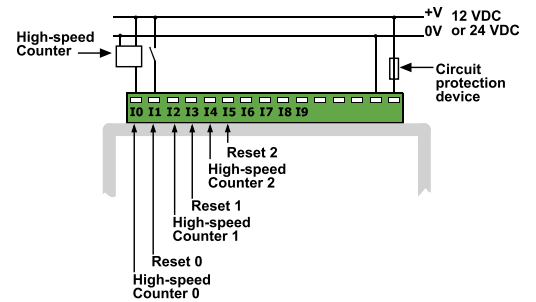 +V 12 VDC
0V or 24 VDC
High-speed
Counter
Circuit
protection
device
I0 I1 I2 I3 I4 I5 I6 I7 I8 I9
Reset 2
High-speed
Counter 2
Reset 1
High-speed
Counter 1
Reset 0
High-speed
Counter 0